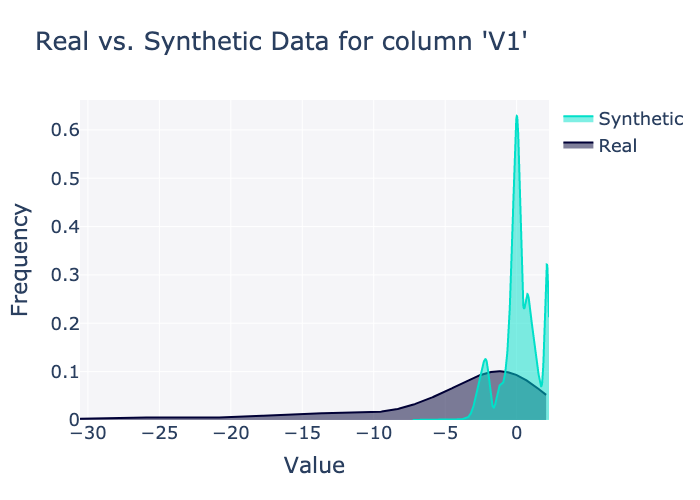 Real vs. Synthetic Data for column 'V1'
Synthetic
Real
Frequency
0.6
0.5
0.4
0.3
0.2
0.1
0
−30 −25 −20 −15 −10 −5 0
Value